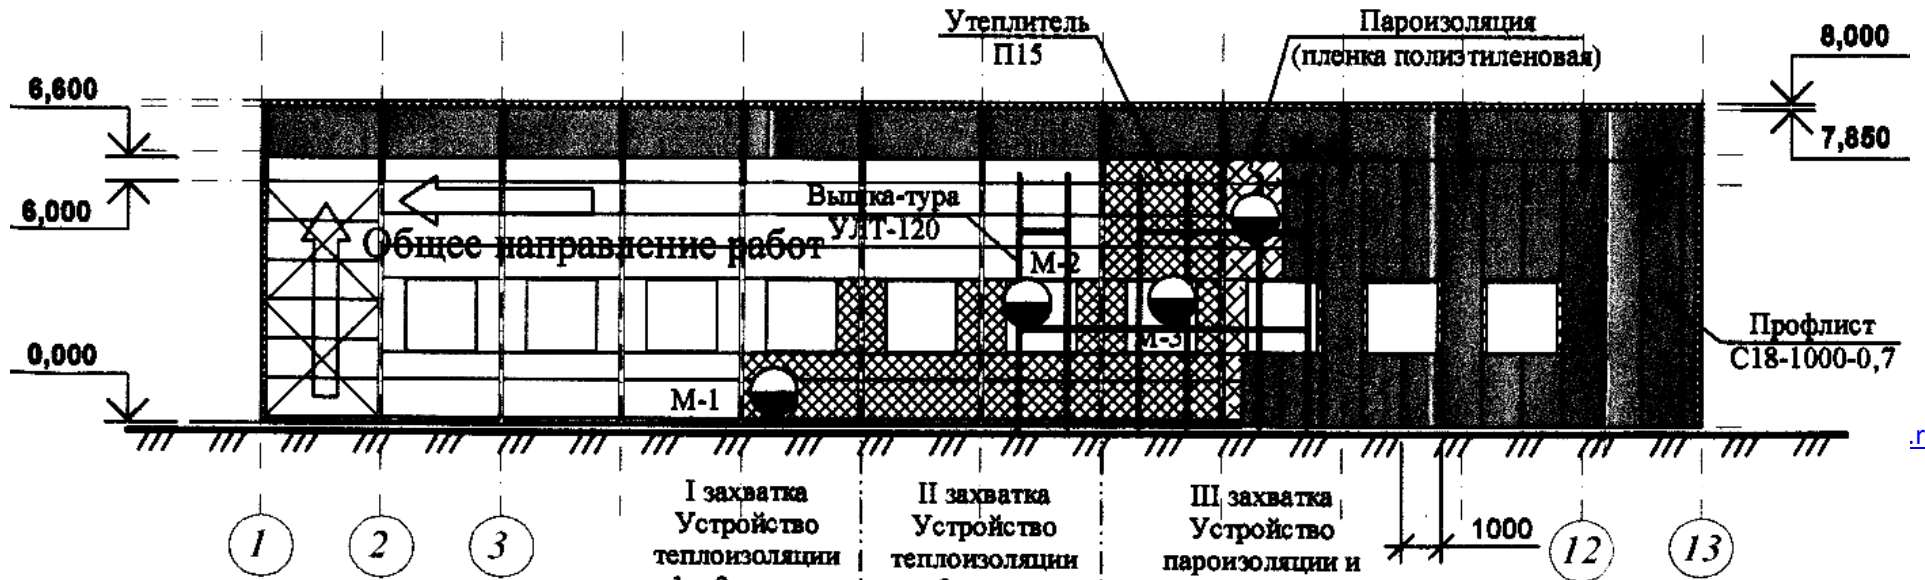 Утеплитель
П15
Пароизоляция
(пленка полиэтиленовая)
8,000
7,850
6,600
6,000
0,000
Вышка-тура
УЛТ-120
Общее направление работ
М-2
М-3
М-1
Профлист
С18-1000-0,7
.r
I захватка
Устройство
теплоизоляции
II захватка
Устройство
теплоизоляции
III захватка
Устройство
пароизоляции и
1000
1
2
3
12
13